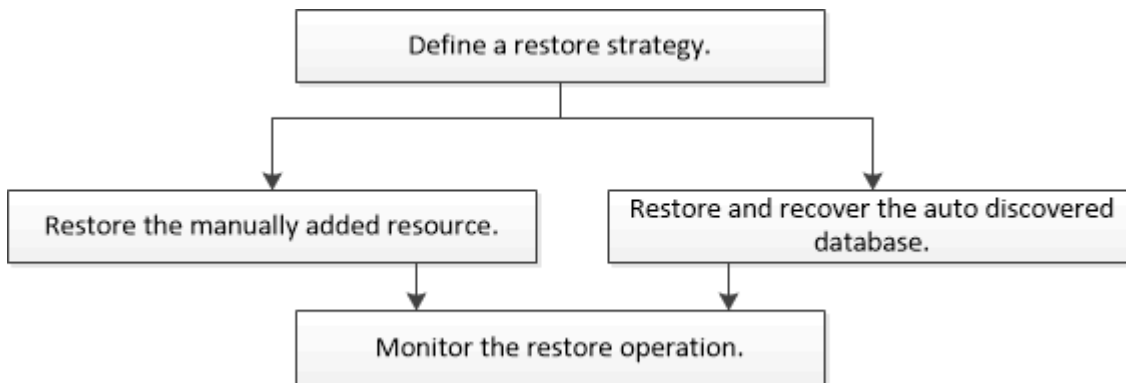 Define a restore strategy.
Restore the manually added resource.
Restore and recover the auto discovered
database.
Monitor the restore operation.